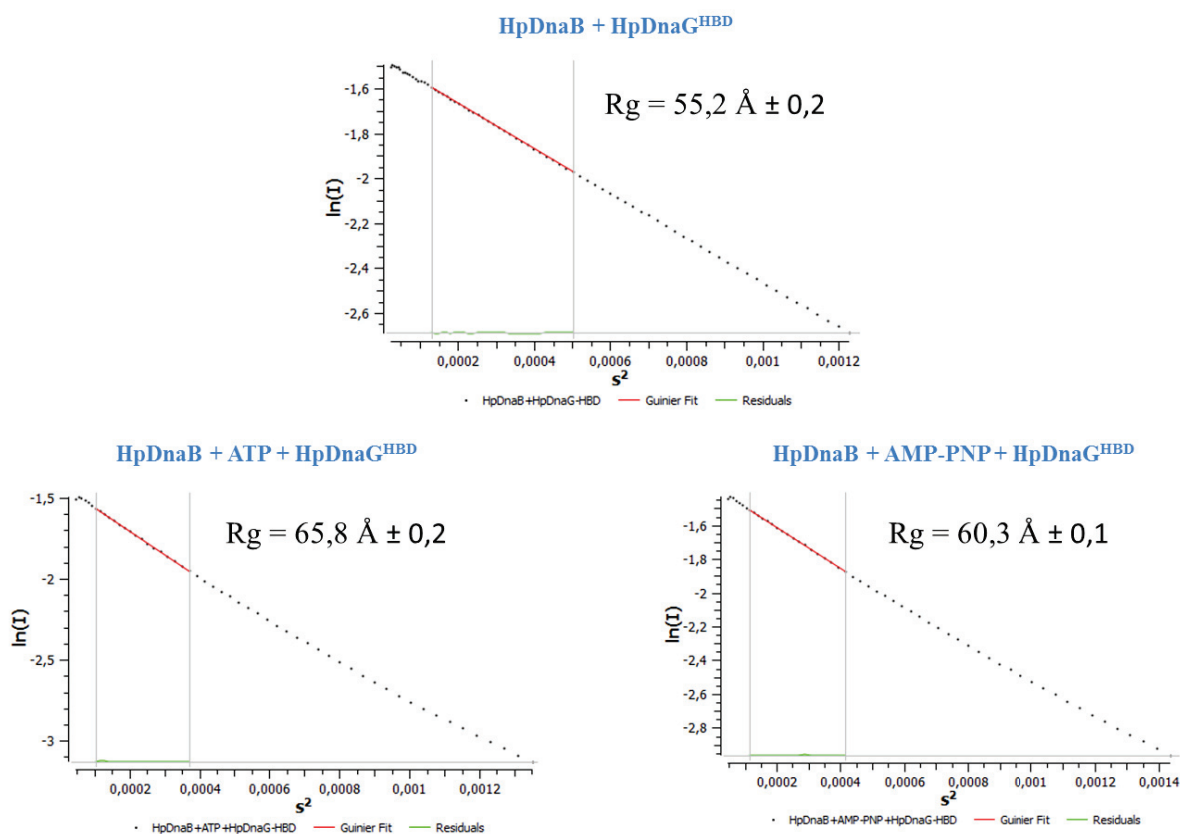 HpDnaB + HpDnaG^HBD
Rg = 55,2 Å ± 0,2
ln(I)
-1,6
-1,8
-2
-2,2
-2,4
-2,6
0,0002 0,0004 0,0006 0,0008 0,001 0,0012
s²
HpDnaB+HpDnaG-HBD Guinier Fit Residuals
HpDnaB + ATP + HpDnaG^HBD
Rg = 65,8 Å ± 0,2
ln(I)
-1,5
-2
-2,5
-3
0,0002 0,0004 0,0006 0,0008 0,001 0,0012
s²
HpDnaB+ATP+HpDnaG-HBD Guinier Fit Residuals
HpDnaB + AMP-PNP + HpDnaG^HBD
Rg = 60,3 Å ± 0,1
ln(I)
-1,6
-1,8
-2
-2,2
-2,4
-2,6
-2,8
0,0002 0,0004 0,0006 0,0008 0,001 0,0012 0,0014
s²
HpDnaB+AMP-PNP+HpDnaG-HBD Guinier Fit Residuals